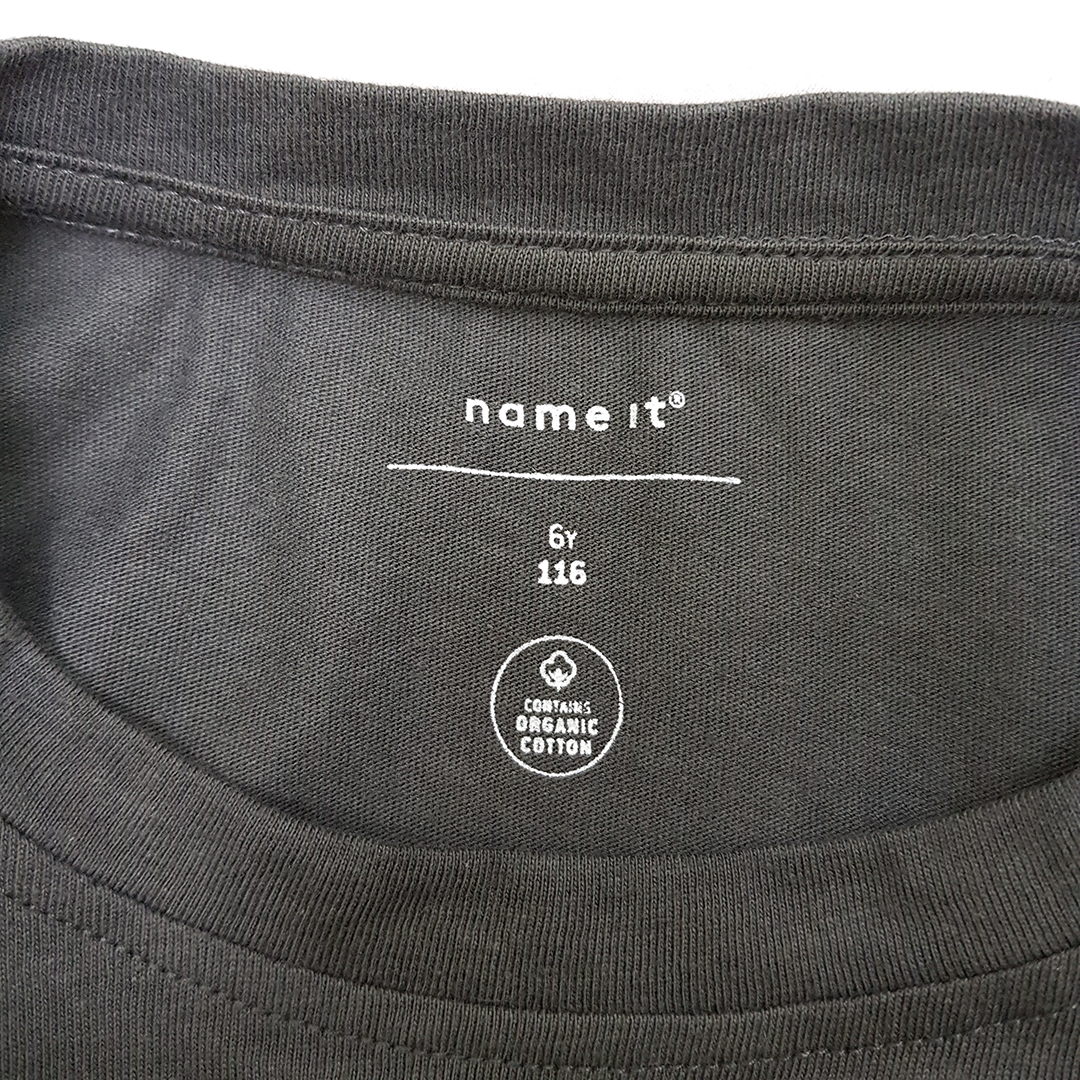 name it®
6Y
116
CONTAINS
ORGANIC
COTTON